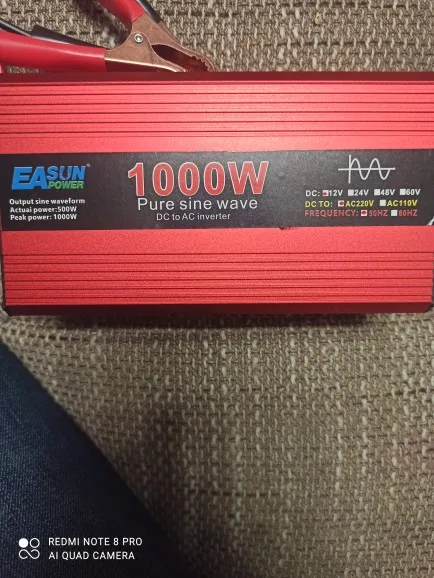 EASUN
POWER
Output sine waveform
Actual power:500W
Peak power: 1000W
1000W
Pure sine wave
DC to AC inverter
DC: 12V 24V 48V 60V
DC TO: AC220V AC110V
FREQUENCY: 50HZ 60HZ
REDMI NOTE 8 PRO
AI QUAD CAMERA